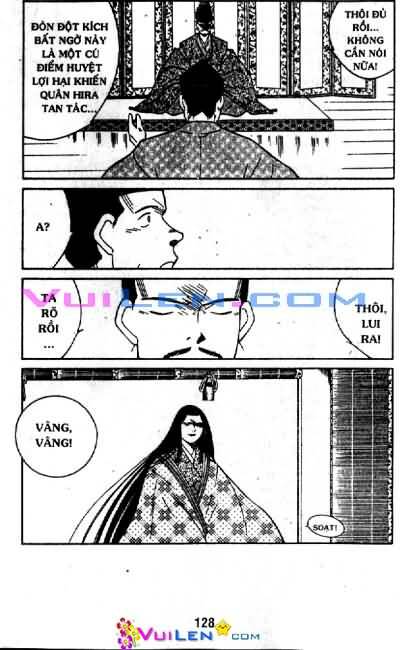 ĐÒN ĐỘT KÍCH
BẤT NGỜ NÀY
LÀ MỘT CÚ
ĐIỂM HUYỆT
LỢI HẠI KHIẾN
QUÂN HIRA
TAN TÁC...
THÔI ĐỦ
RỒI...
KHÔNG
CẦN NÓI
NỮA!
A?
TA
RÕ
RỒI
...
THÔI,
LUI
RA!
VUILEN.COM
VÂNG,
VÂNG!
SOẠT!
128
VUILEN
.COM